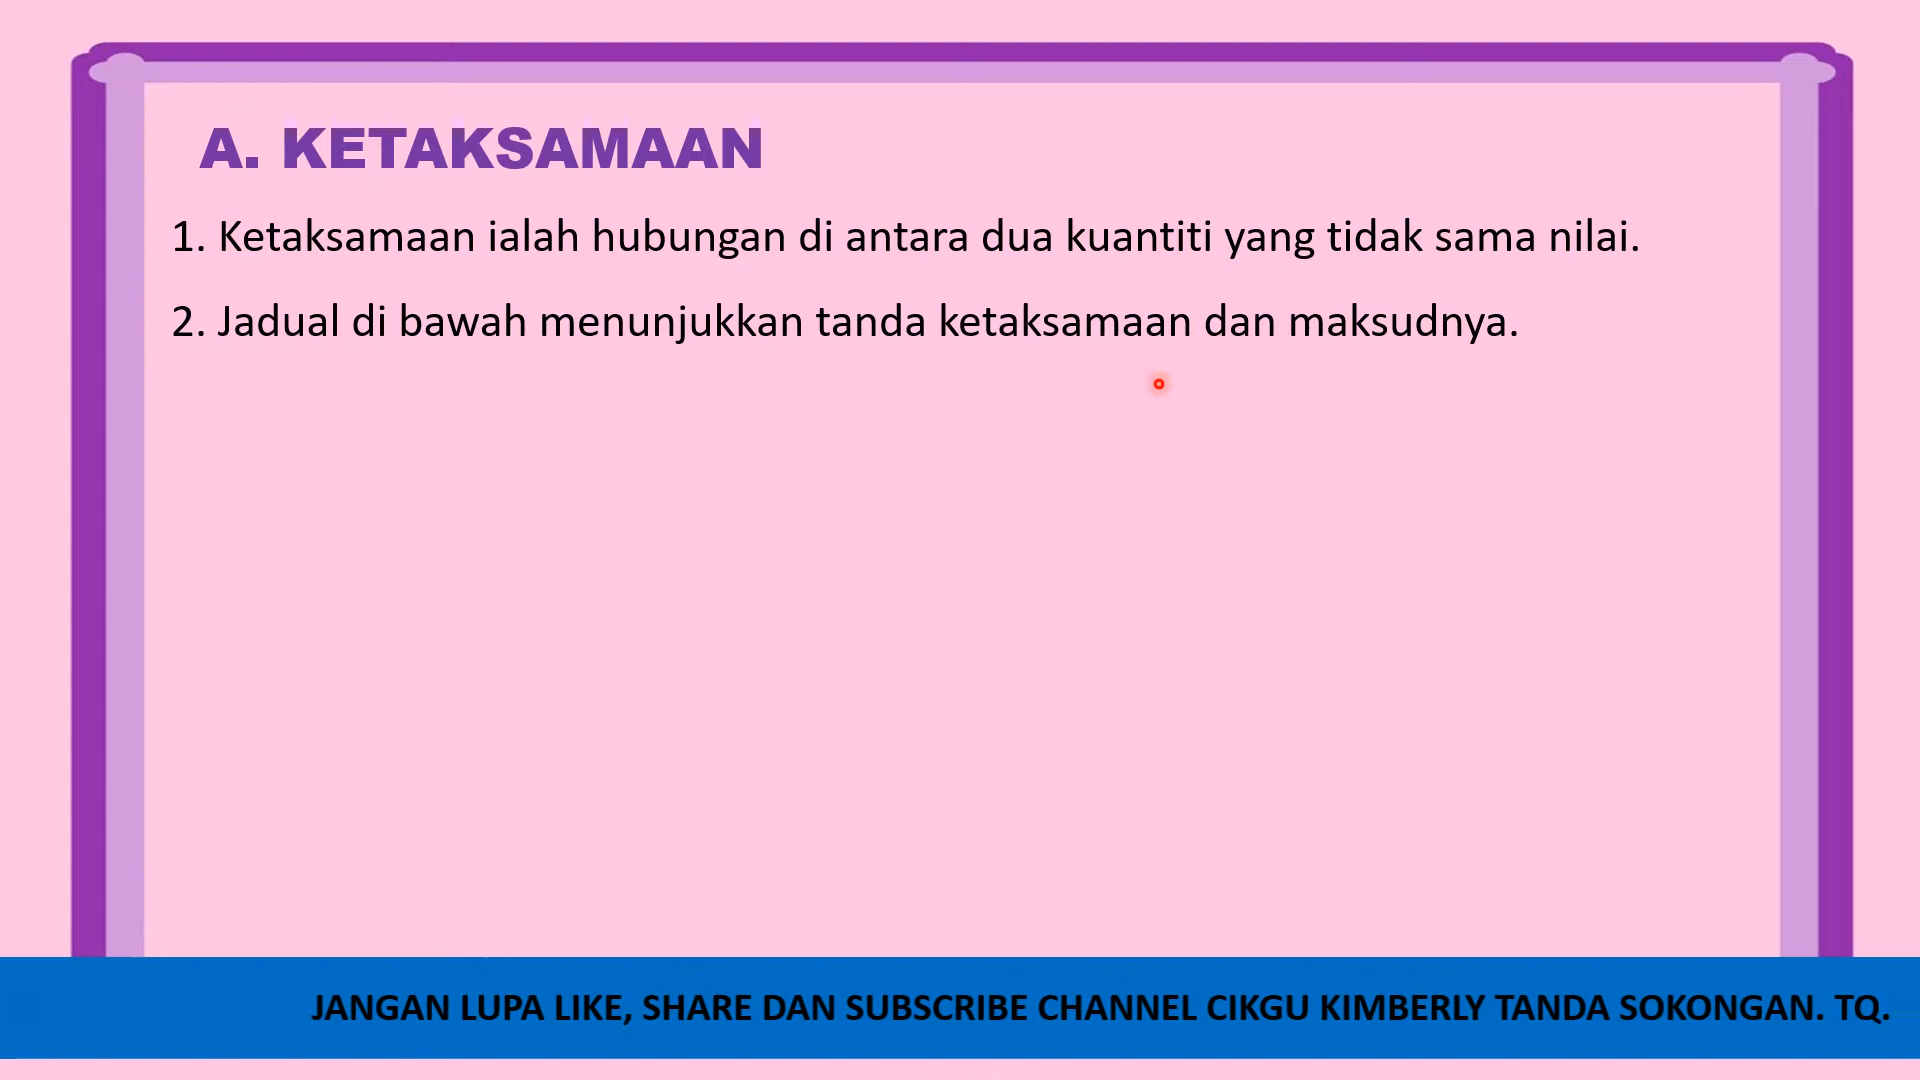 A. KETAKSAMAAN
1. Ketaksamaan ialah hubungan di antara dua kuantiti yang tidak sama nilai.
2. Jadual di bawah menunjukkan tanda ketaksamaan dan maksudnya.
JANGAN LUPA LIKE, SHARE DAN SUBSCRIBE CHANNEL CIKGU KIMBERLY TANDA SOKONGAN. TQ.